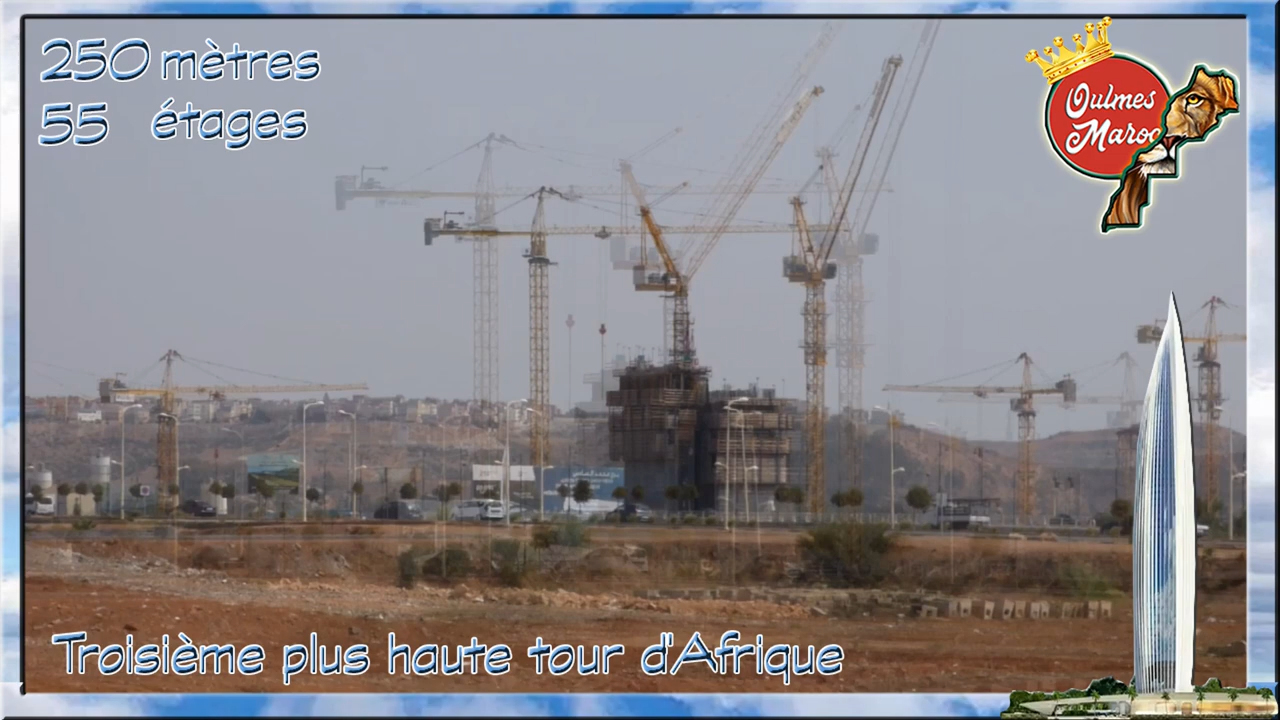 250 mètres
55 étages
Oulmes
Maroc
Troisième plus haute tour d'Afrique